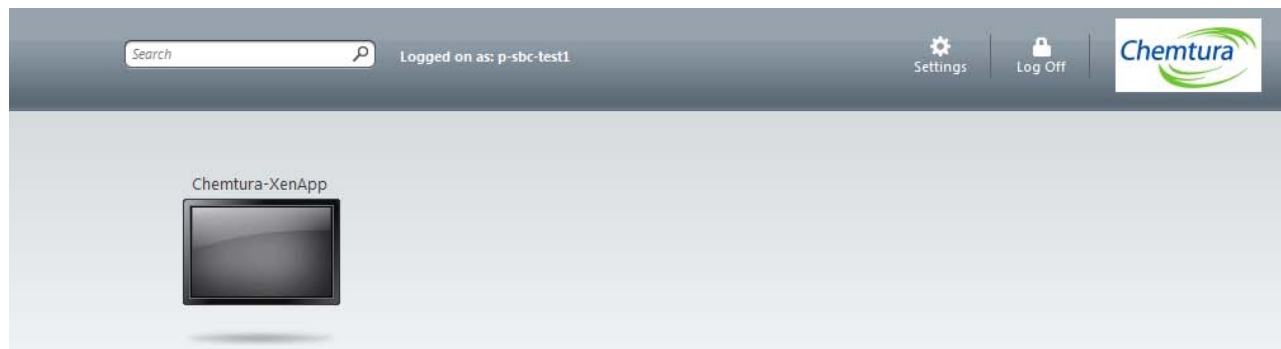 Search
Logged on as: p-sbc-test1
Settings
Log Off
Chemtura
Chemtura-XenApp